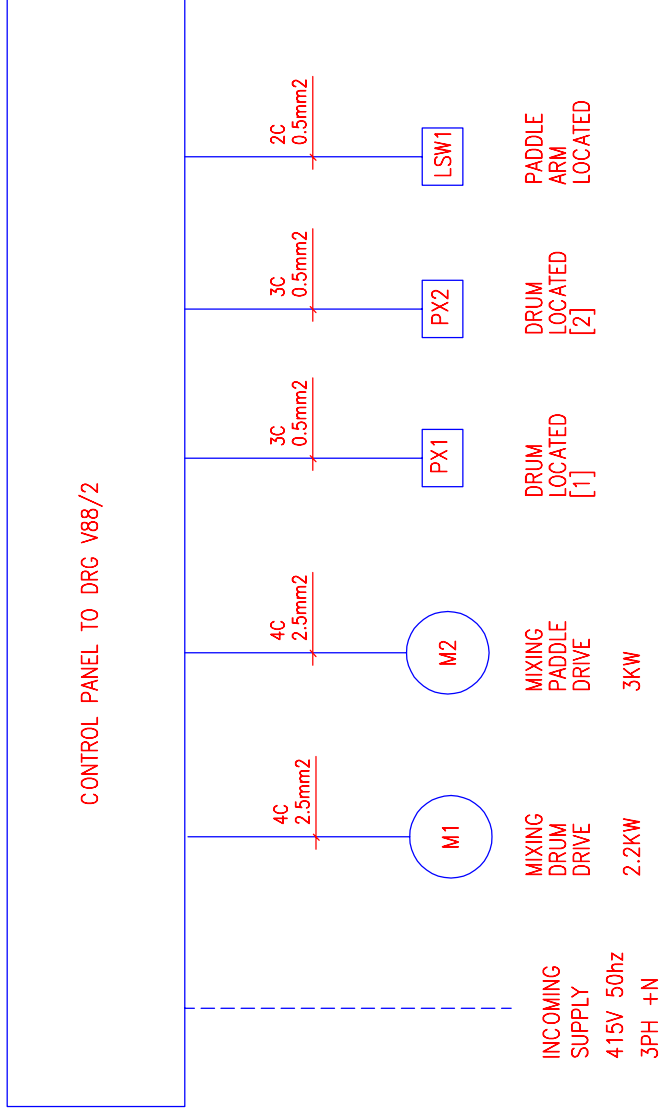 CONTROL PANEL TO DRG V88/2
4C
2.5mm2
4C
2.5mm2
3C
0.5mm2
3C
0.5mm2
2C
0.5mm2
M1
M2
PX1
PX2
LSW1
INCOMING
SUPPLY
415V 50hz
3PH +N
MIXING
DRUM
DRIVE
2.2KW
MIXING
PADDLE
DRIVE
3KW
DRUM
LOCATED
[1]
DRUM
LOCATED
[2]
PADDLE
ARM
LOCATED